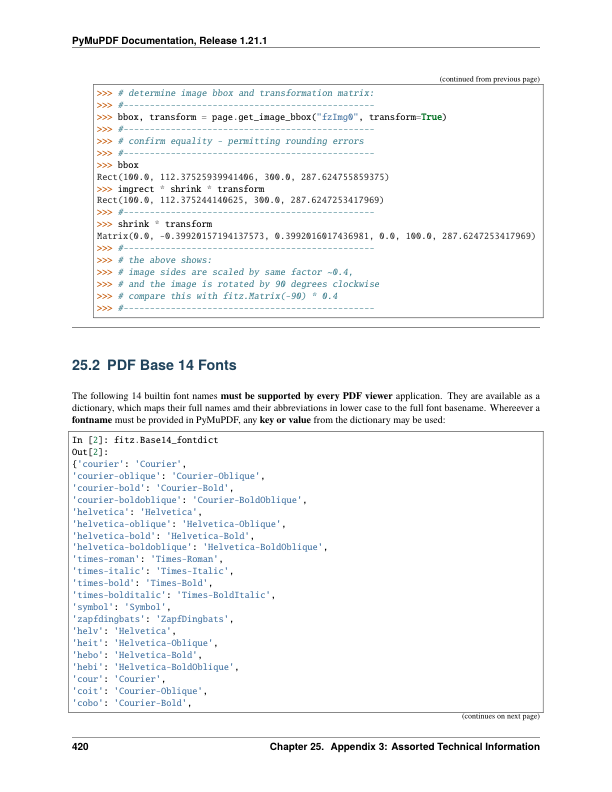 PyMuPDF Documentation, Release 1.21.1
(continued from previous page)
>>> # determine image bbox and transformation matrix:
>>> #------------------------------------------------
>>> bbox, transform = page.get_image_bbox("fzImg0", transform=True)
>>> #------------------------------------------------
>>> # confirm equality - permitting rounding errors
>>> #------------------------------------------------
>>> bbox
Rect(100.0, 112.37525939941406, 300.0, 287.624755859375)
>>> imgrect * shrink * transform
Rect(100.0, 112.375244140625, 300.0, 287.6247253417969)
>>> #------------------------------------------------
>>> shrink * transform
Matrix(0.0, -0.39920157194137573, 0.3992016017436981, 0.0, 100.0, 287.6247253417969)
>>> #------------------------------------------------
>>> # the above shows:
>>> # image sides are scaled by same factor ~0.4,
>>> # and the image is rotated by 90 degrees clockwise
>>> # compare this with fitz.Matrix(-90) * 0.4
>>> #------------------------------------------------
25.2 PDF Base 14 Fonts
The following 14 builtin font names must be supported by every PDF viewer application. They are available as a
dictionary, which maps their full names amd their abbreviations in lower case to the full font basename. Whereever a
fontname must be provided in PyMuPDF, any key or value from the dictionary may be used:
In [2]: fitz.Base14_fontdict
Out[2]:
{'courier': 'Courier',
'courier-oblique': 'Courier-Oblique',
'courier-bold': 'Courier-Bold',
'courier-boldoblique': 'Courier-BoldOblique',
'helvetica': 'Helvetica',
'helvetica-oblique': 'Helvetica-Oblique',
'helvetica-bold': 'Helvetica-Bold',
'helvetica-boldoblique': 'Helvetica-BoldOblique',
'times-roman': 'Times-Roman',
'times-italic': 'Times-Italic',
'times-bold': 'Times-Bold',
'times-bolditalic': 'Times-BoldItalic',
'symbol': 'Symbol',
'zapfdingbats': 'ZapfDingbats',
'helv': 'Helvetica',
'heit': 'Helvetica-Oblique',
'hebo': 'Helvetica-Bold',
'hebi': 'Helvetica-BoldOblique',
'cour': 'Courier',
'coit': 'Courier-Oblique',
'cobo': 'Courier-Bold',
(continues on next page)
420
Chapter 25. Appendix 3: Assorted Technical Information